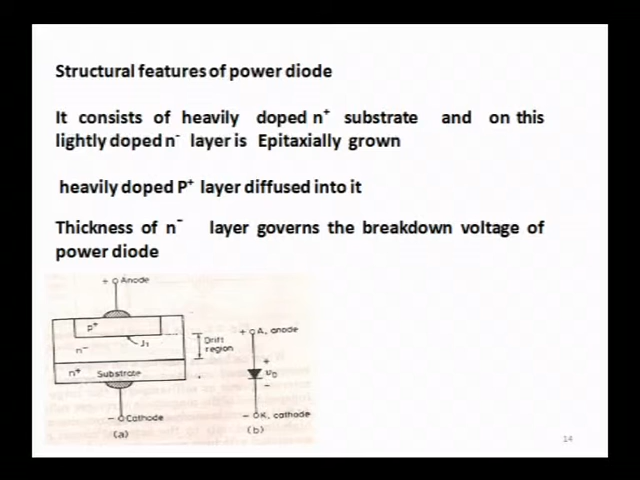 Structural features of power diode
It consists of heavily doped n+ substrate and on this
lightly doped n- layer is Epitaxially grown
heavily doped P+ layer diffused into it
Thickness of n- layer governs the breakdown voltage of
power diode
+ Anode
p+
J1
n-
Drift
region
n+ Substrate
- Cathode
(a)
+ A, anode
+
vD
-
- K, cathode
(b)
14